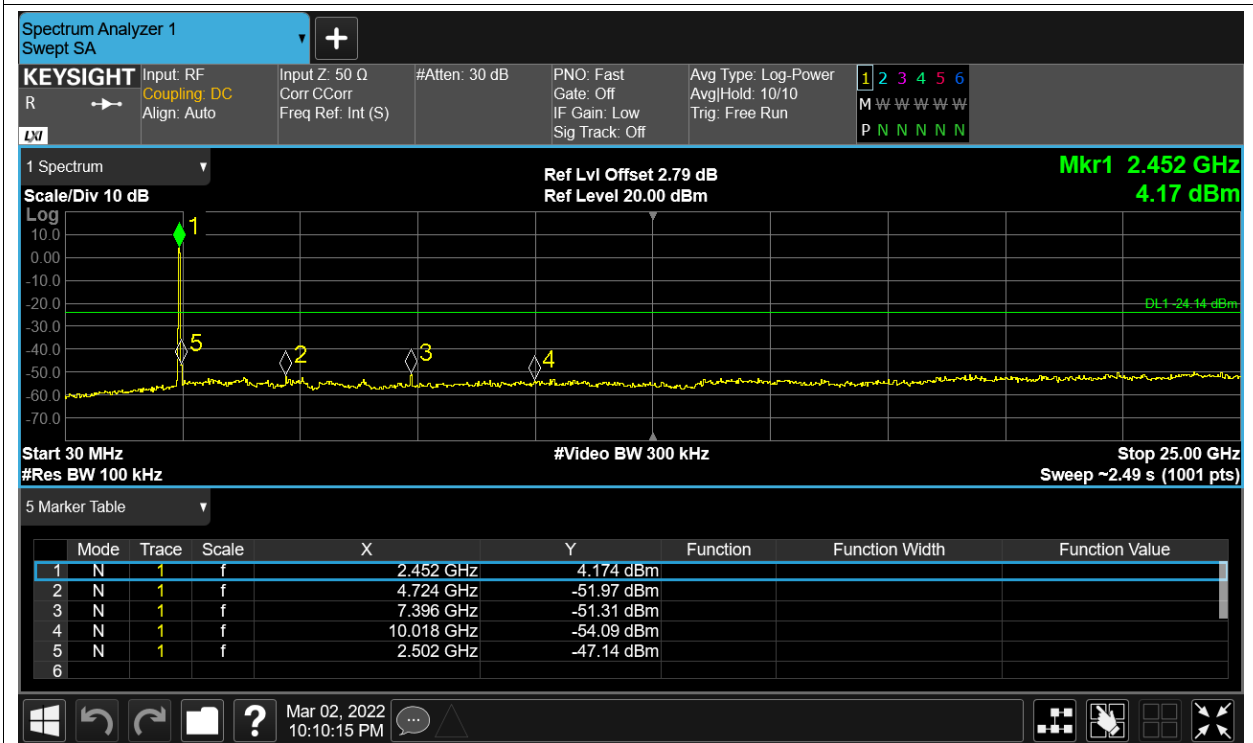 Spectrum Analyzer 1
Swept SA
KEYSIGHT
R
LXI
Input: RF
Coupling: DC
Align: Auto
Input Z: 50 Ω
Corr CCorr
Freq Ref: Int (S)
#Atten: 30 dB
PNO: Fast
Gate: Off
IF Gain: Low
Sig Track: Off
Avg Type: Log-Power
Avg|Hold: 10/10
Trig: Free Run
1 2 3 4 5 6
M W W W W W
P N N N N N
1 Spectrum
Scale/Div 10 dB
Ref Lvl Offset 2.79 dB
Ref Level 20.00 dBm
Mkr1 2.452 GHz
4.17 dBm
Log
10.0
0.00
-10.0
-20.0
-30.0
-40.0
-50.0
-60.0
-70.0
1
5
2
3
4
DL1 -24.14 dBm
Start 30 MHz
#Res BW 100 kHz
#Video BW 300 kHz
Stop 25.00 GHz
Sweep ~2.49 s (1001 pts)
5 Marker Table
Mode Trace Scale X Y Function Function Width Function Value
1 N 1 f 2.452 GHz 4.174 dBm
2 N 1 f 4.724 GHz -51.97 dBm
3 N 1 f 7.396 GHz -51.31 dBm
4 N 1 f 10.018 GHz -54.09 dBm
5 N 1 f 2.502 GHz -47.14 dBm
6
?
Mar 02, 2022
10:10:15 PM